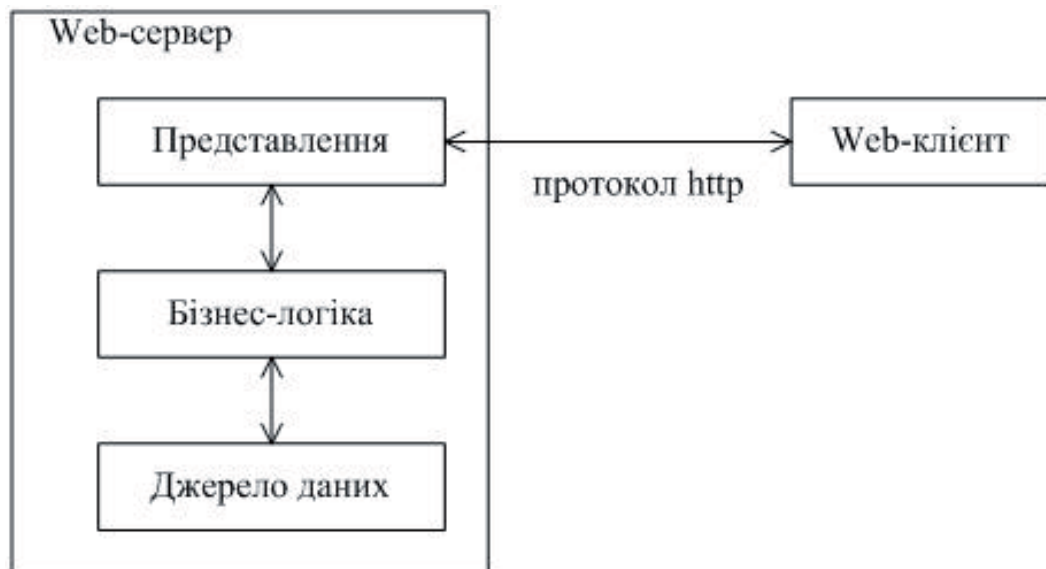 Web-сервер
Представлення
Web-клієнт
протокол http
Бізнес-логіка
Джерело даних